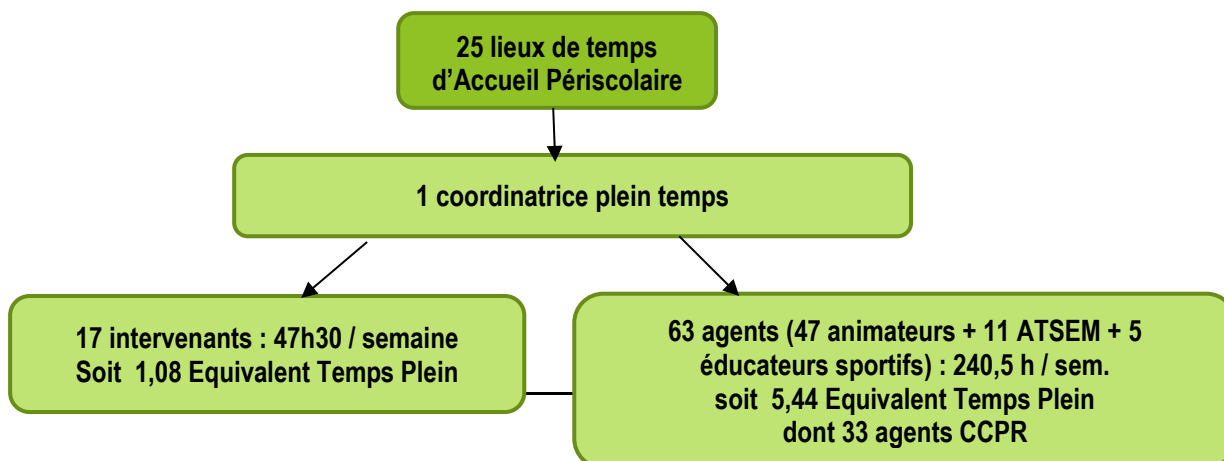 25 lieux de temps
d'Accueil Périscolaire
1 coordinatrice plein temps
17 intervenants : 47h30 / semaine
Soit 1,08 Equivalent Temps Plein
63 agents (47 animateurs + 11 ATSEM + 5
éducateurs sportifs) : 240,5 h / sem.
soit 5,44 Equivalent Temps Plein
dont 33 agents CCPR